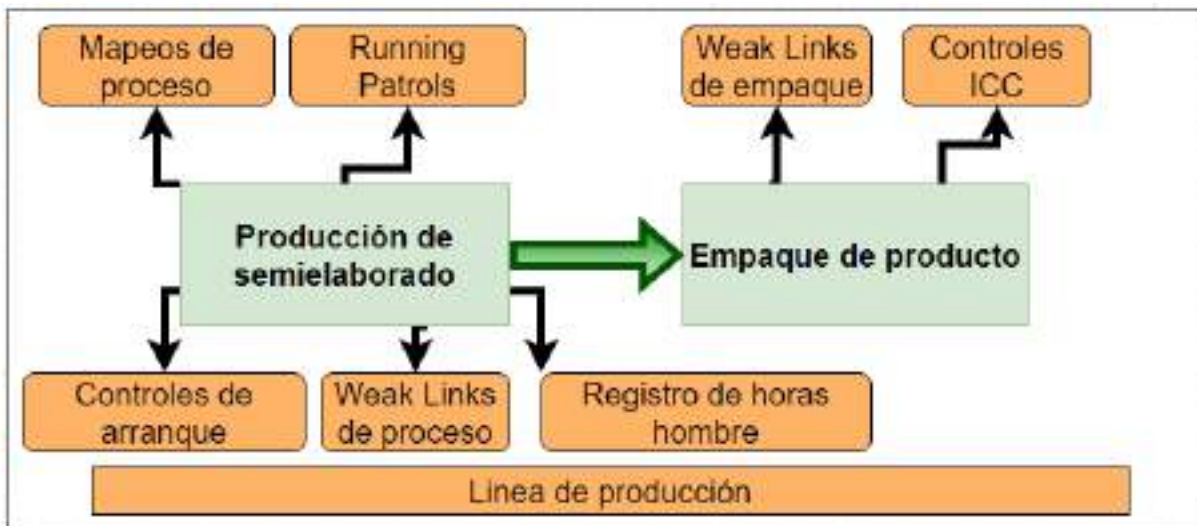 Mapeos de
proceso
Running
Patrols
Weak Links
de empaque
Controles
ICC
Producción de
semielaborado
Empaque de producto
Controles de
arranque
Weak Links
de proceso
Registro de horas
hombre
Linea de producción